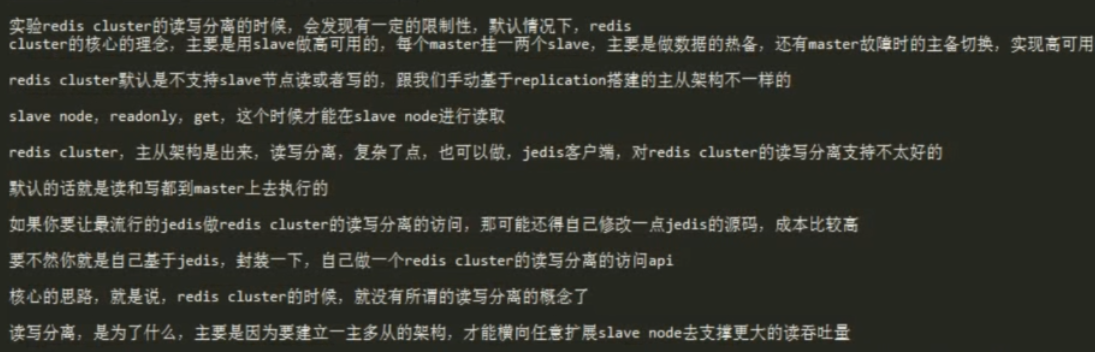 实验redis cluster的读写分离的时候，会发现有一定的限制性，默认情况下，redis
cluster的核心的理念，主要是用slave做高可用的，每个master挂一两个slave，主要是做数据的热备，还有master故障时的主备切换，实现高可用
redis cluster默认是不支持slave节点读或者写的，跟我们手动基于replication搭建的主从架构不一样的
slave node，readonly，get，这个时候才能在slave node进行读取
redis cluster，主从架构是出来，读写分离，复杂了点，也可以做，jedis客户端，对redis cluster的读写分离支持不太好的
默认的话就是读和写都到master上去执行的
如果你要让最流行的jedis做redis cluster的读写分离的访问，那可能还得自己修改一点jedis的源码，成本比较高
要不然你就是自己基于jedis，封装一下，自己做一个redis cluster的读写分离的访问api
核心的思路，就是说，redis cluster的时候，就没有所谓的读写分离的概念了
读写分离，是为了什么，主要是因为要建立一主多从的架构，才能横向任意扩展slave node去支撑更大的读吞吐量